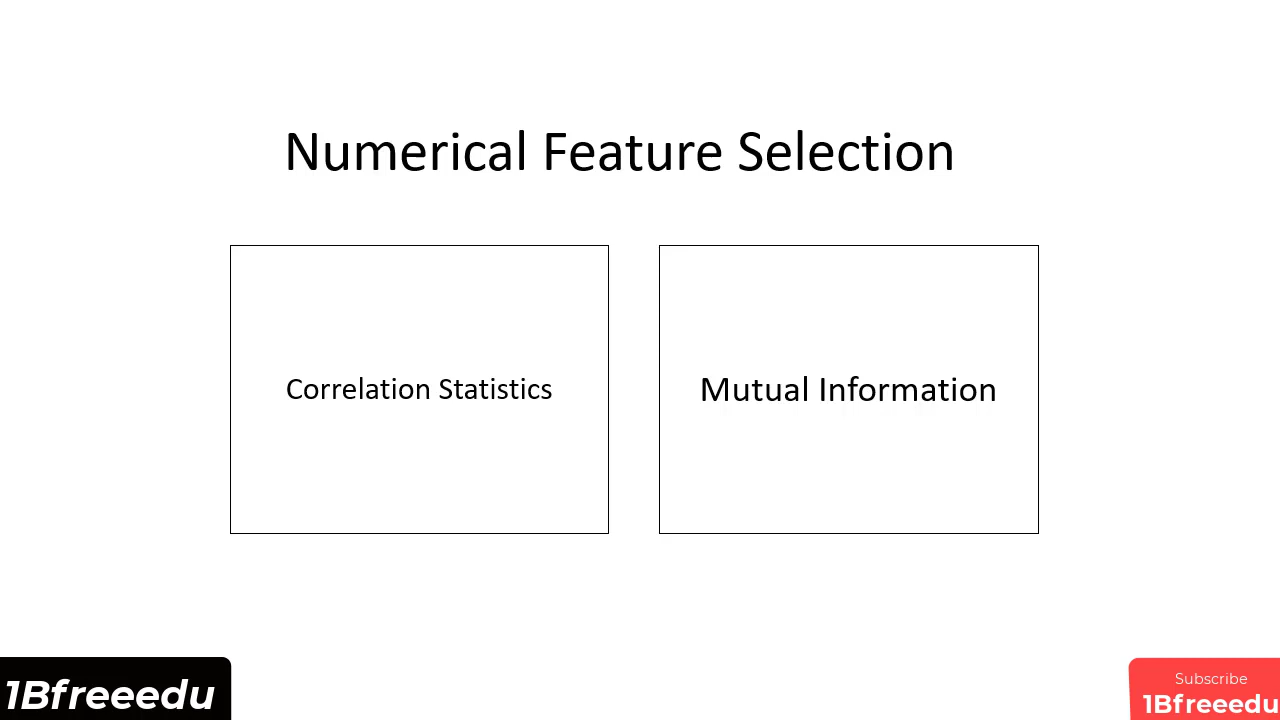 Numerical Feature Selection
Correlation Statistics
Mutual Information
1Bfreeedu
Subscribe
1Bfreeedu